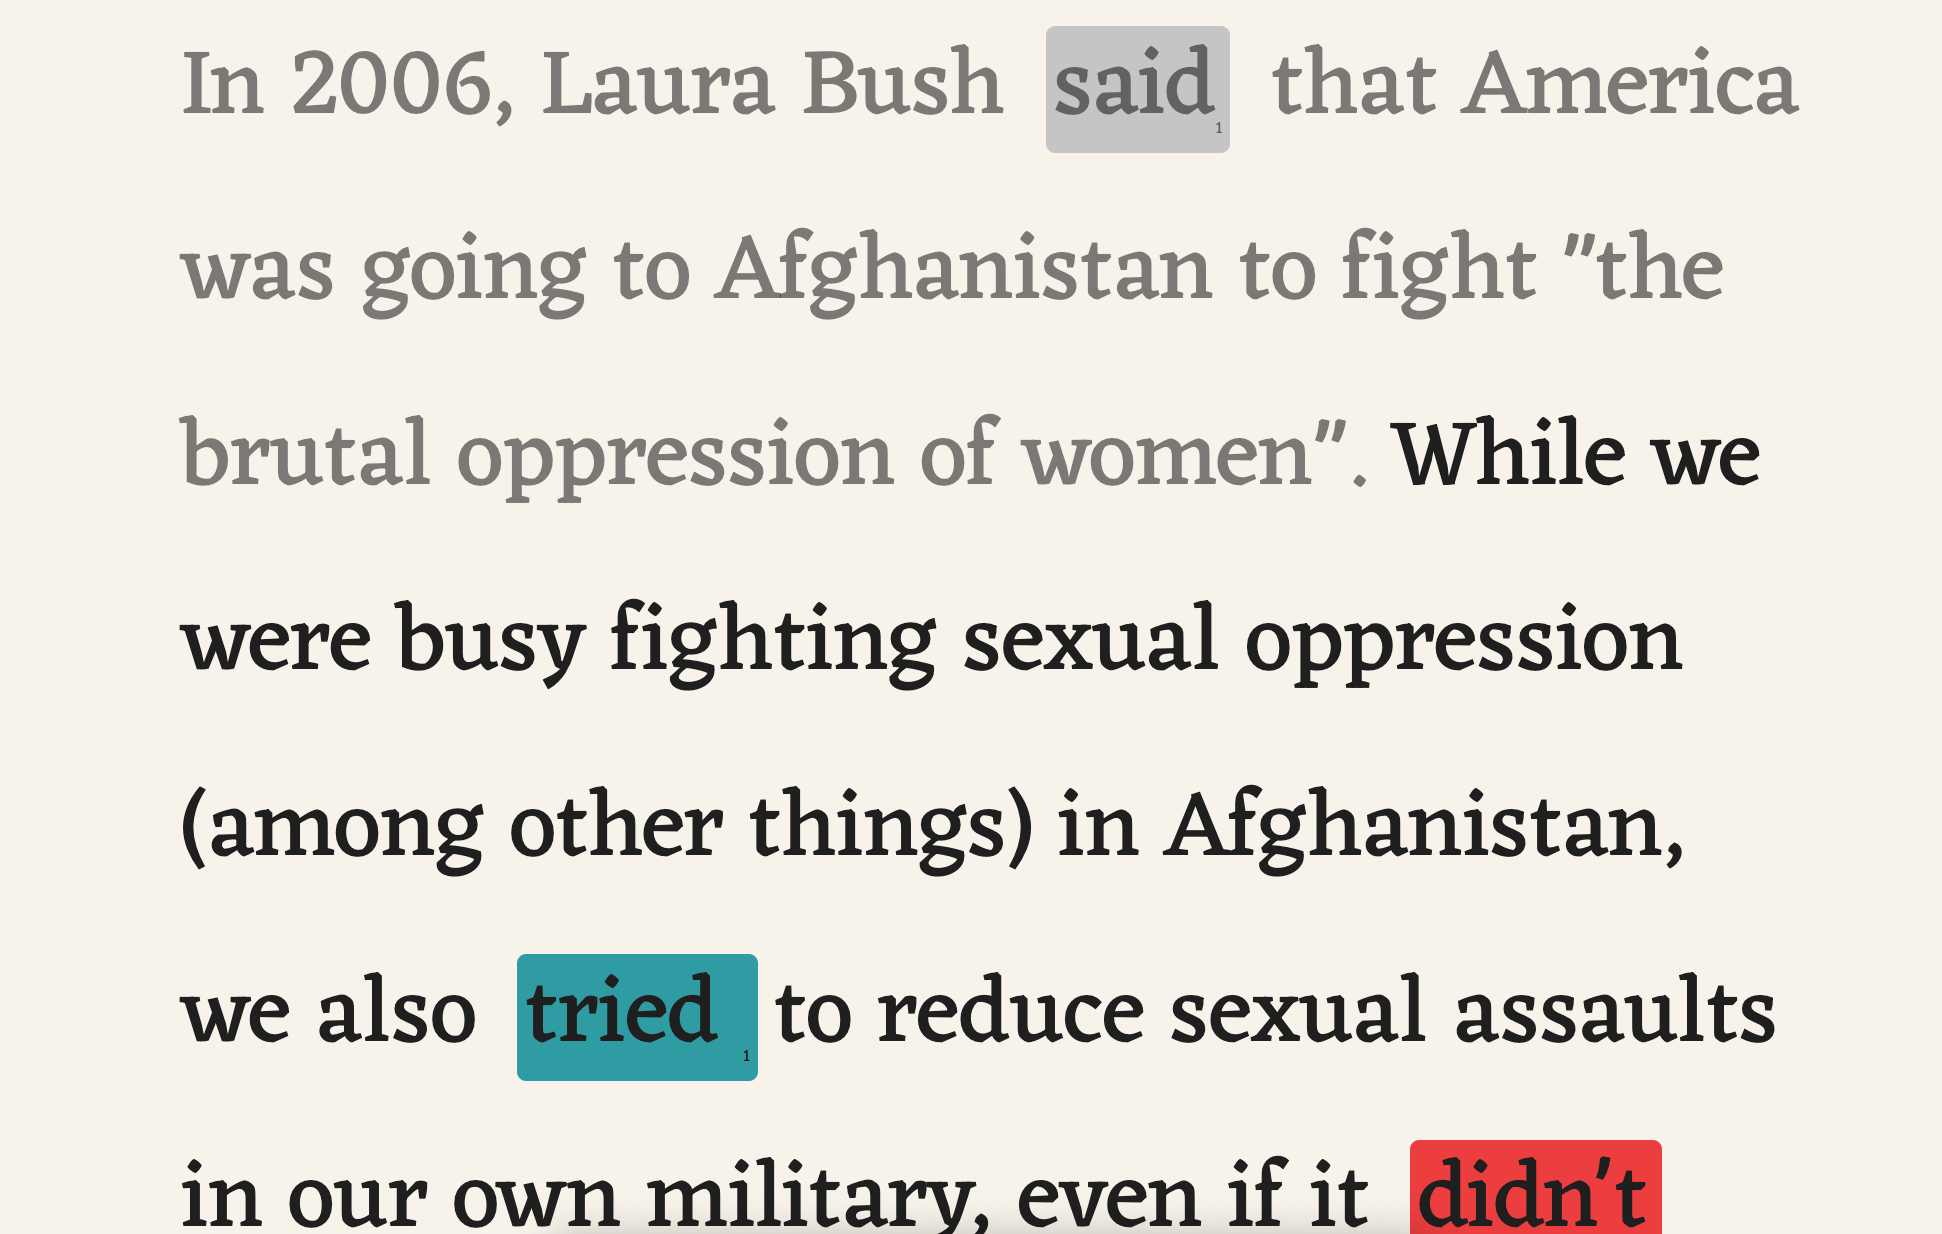 In 2006, Laura Bush said 1 that America
was going to Afghanistan to fight "the
brutal oppression of women". While we
were busy fighting sexual oppression
(among other things) in Afghanistan,
we also tried 1 to reduce sexual assaults
in our own military, even if it didn't